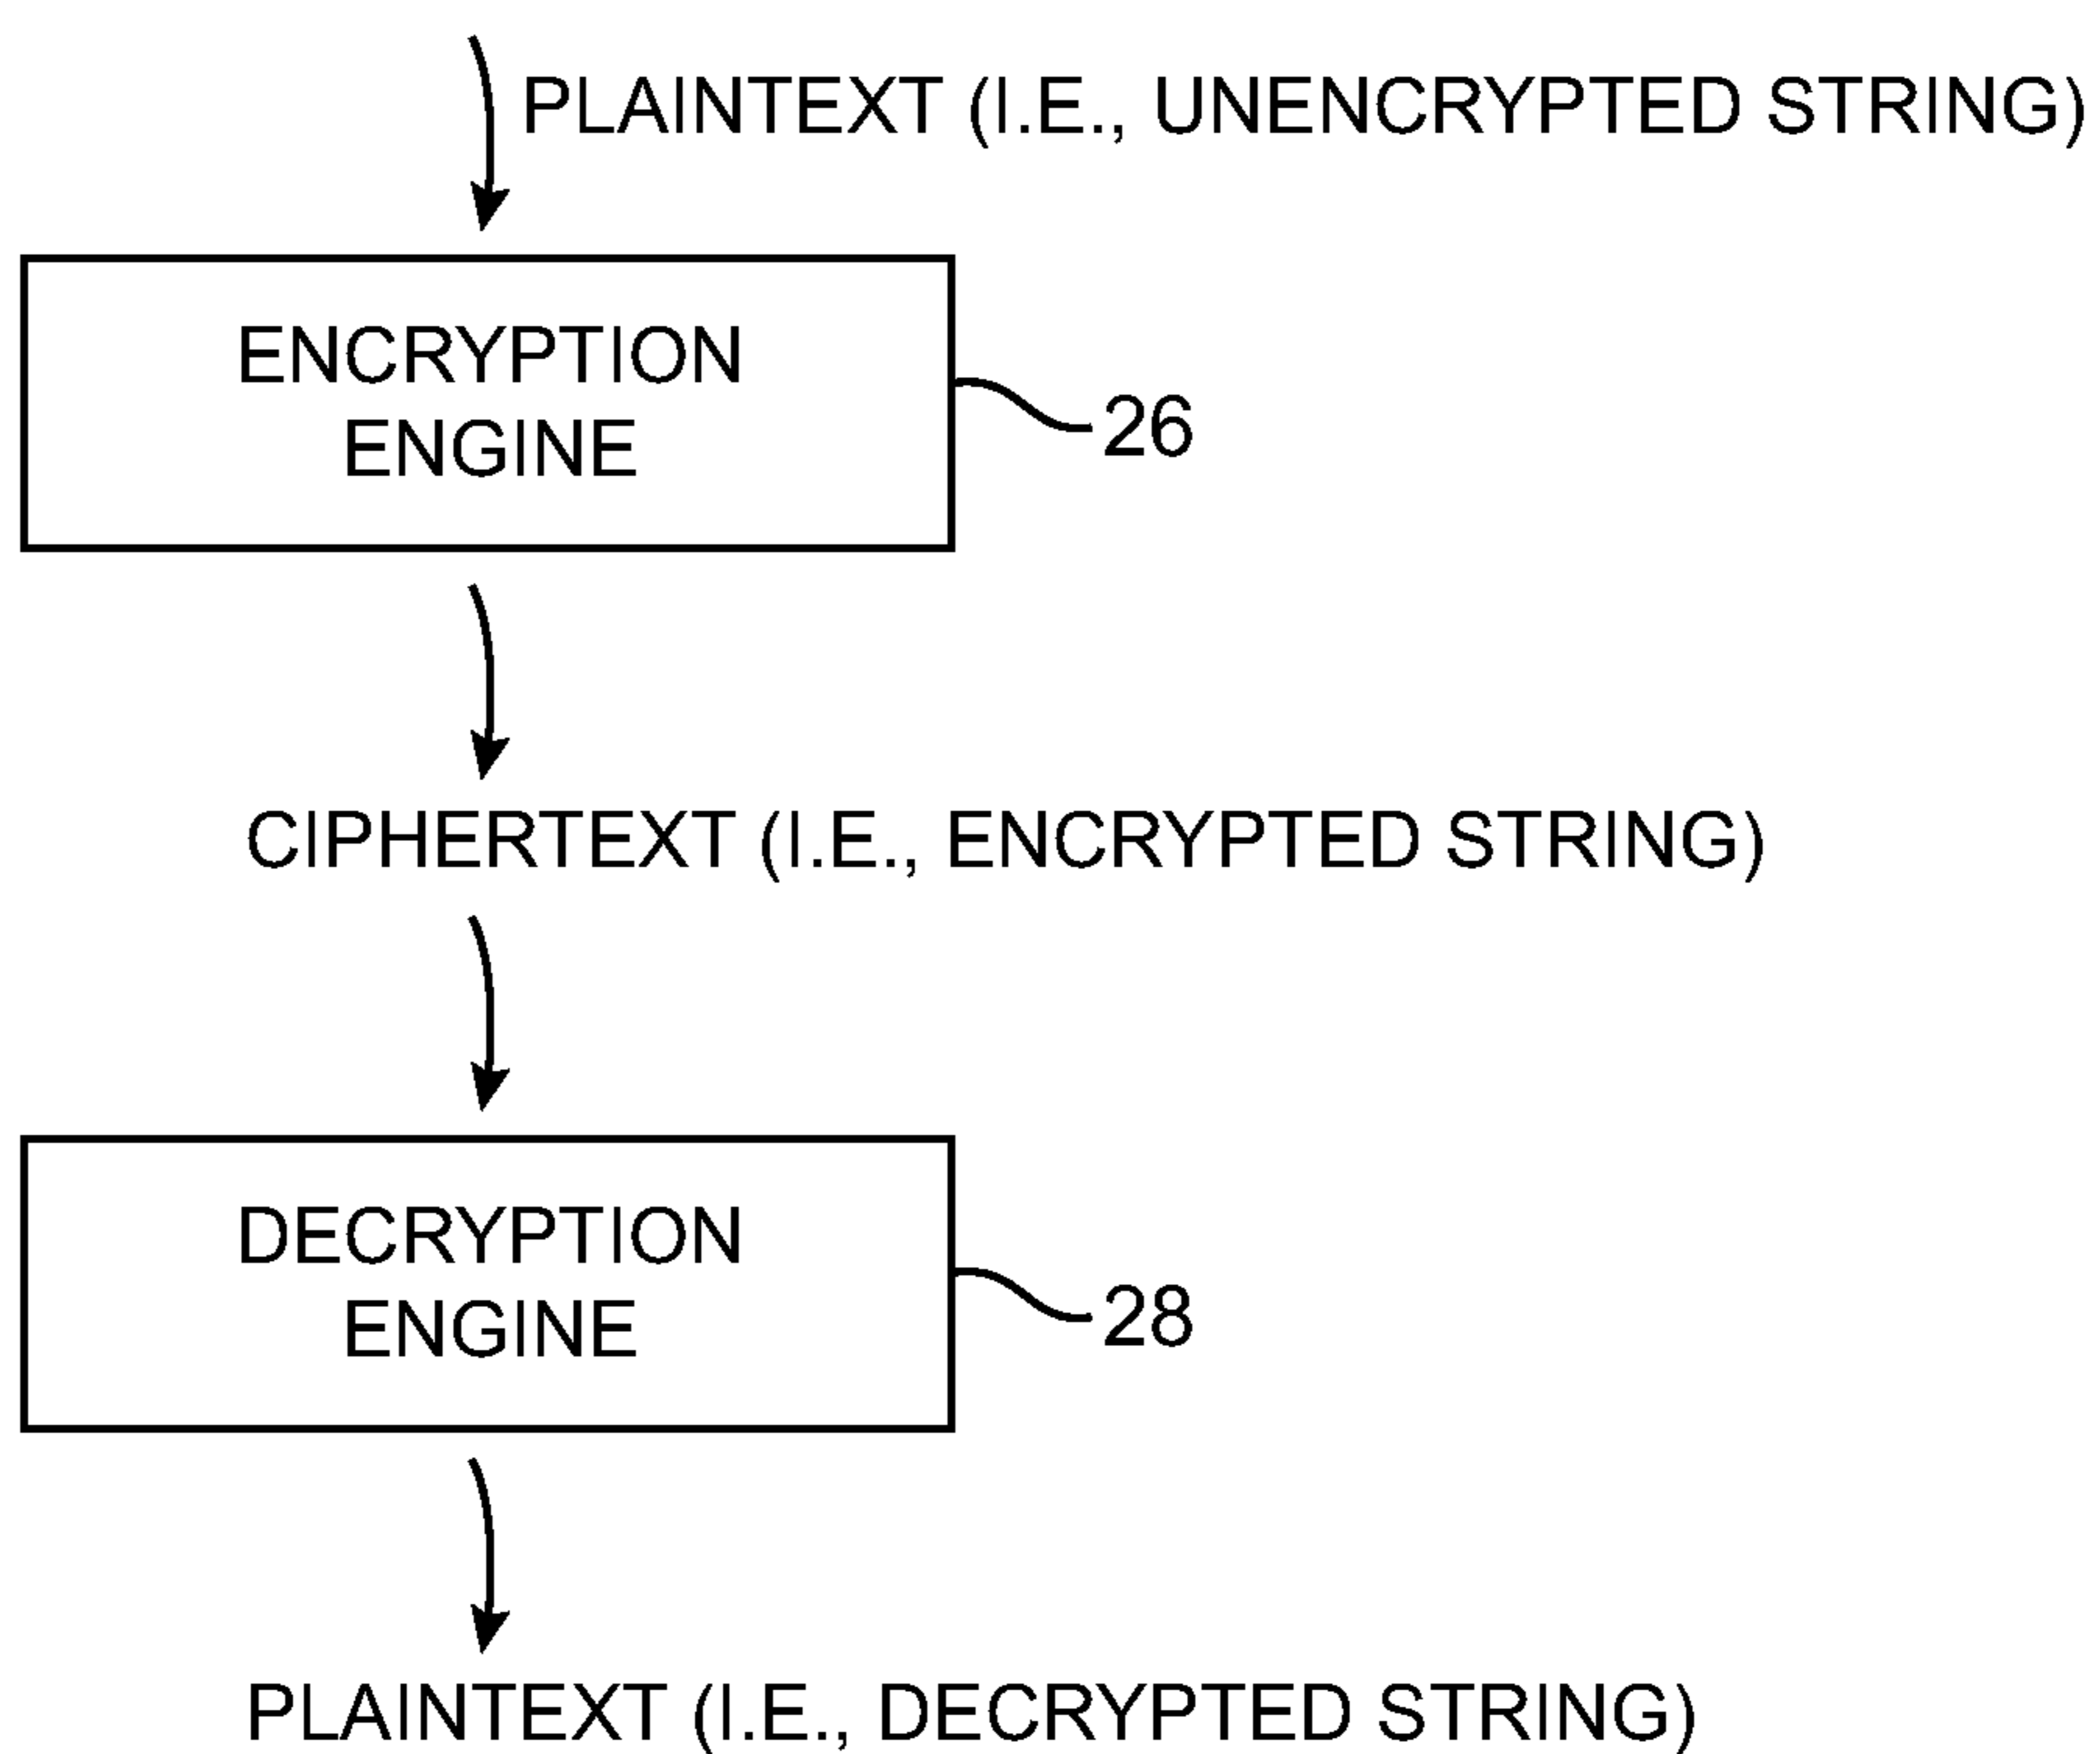 PLAINTEXT (I.E., UNENCRYPTED STRING)
ENCRYPTION
ENGINE
26
CIPHERTEXT (I.E., ENCRYPTED STRING)
DECRYPTION
ENGINE
28
PLAINTEXT (I.E., DECRYPTED STRING)